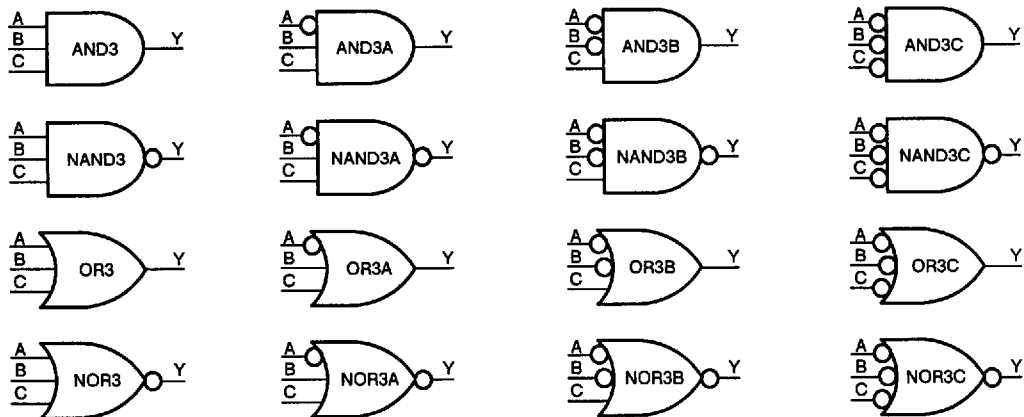 A B C AND3 Y
A B C AND3A Y
A B C AND3B Y
A B C AND3C Y
A B C NAND3 Y
A B C NAND3A Y
A B C NAND3B Y
A B C NAND3C Y
A B C OR3 Y
A B C OR3A Y
A B C OR3B Y
A B C OR3C Y
A B C NOR3 Y
A B C NOR3A Y
A B C NOR3B Y
A B C NOR3C Y